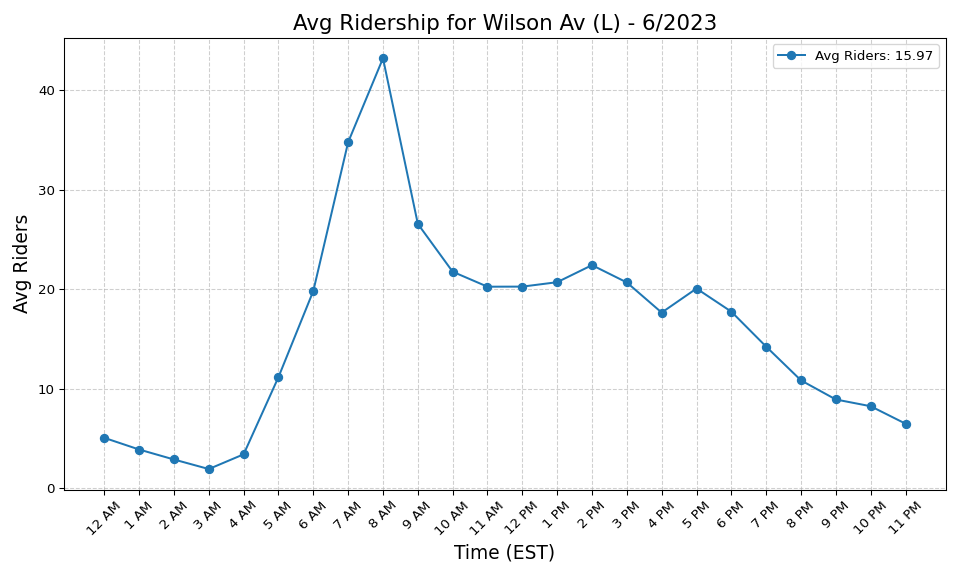 Avg Ridership for Wilson Av (L) - 6/2023
Avg Riders: 15.97
Avg Riders
40
30
20
10
0
12 AM
1 AM
2 AM
3 AM
4 AM
5 AM
6 AM
7 AM
8 AM
9 AM
10 AM
11 AM
12 PM
1 PM
2 PM
3 PM
4 PM
5 PM
6 PM
7 PM
8 PM
9 PM
10 PM
11 PM
Time (EST)